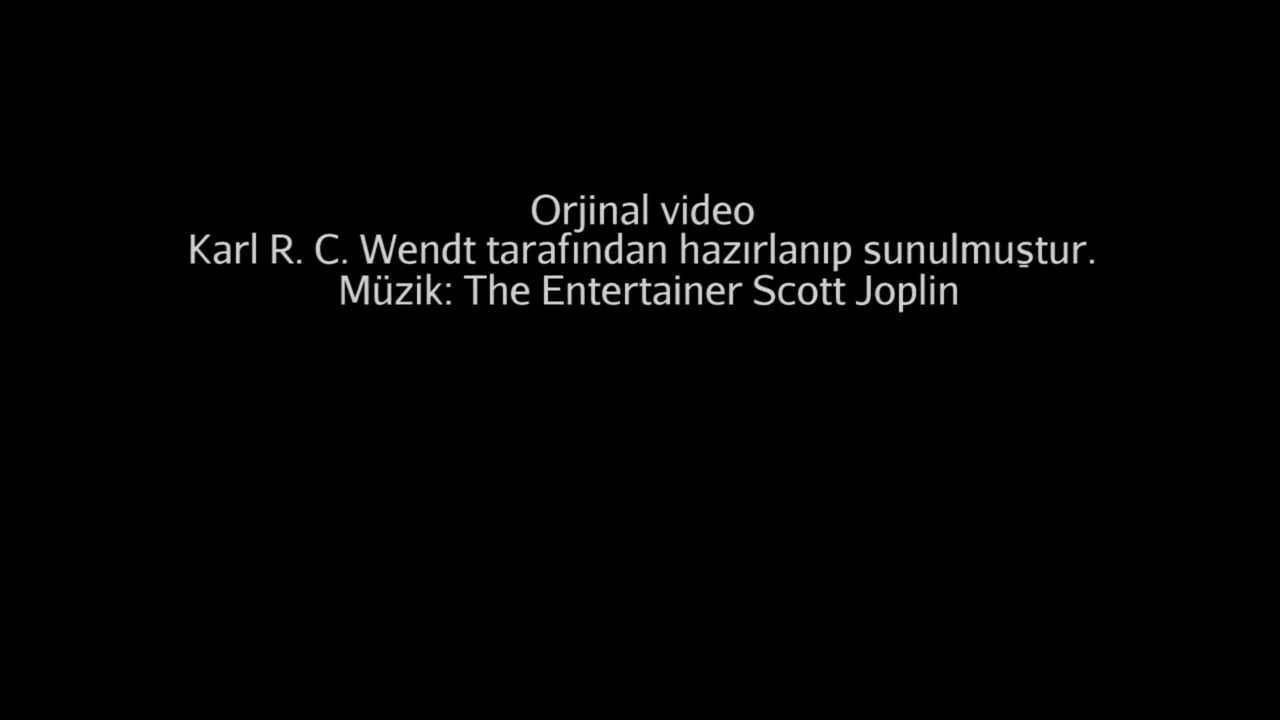 Orjinal video
Karl R. C. Wendt tarafından hazırlanıp sunulmuştur.
Müzik: The Entertainer Scott Joplin